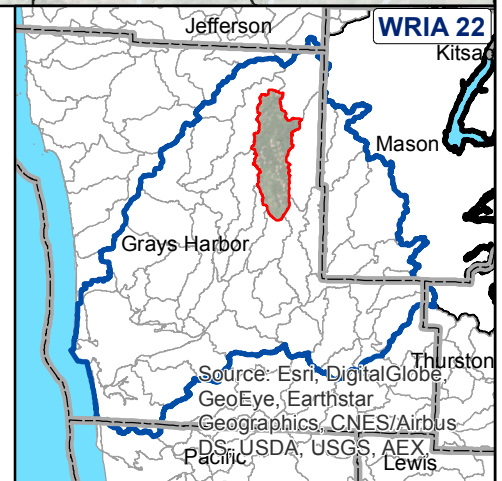 Jefferson
WRIA 22
Kitsap
Mason
Grays Harbor
Thurston
Source: Esri, DigitalGlobe,
GeoEye, Earthstar
Geographics, CNES/Airbus
DS, USDA, USGS, AEX,
Pacific
Lewis